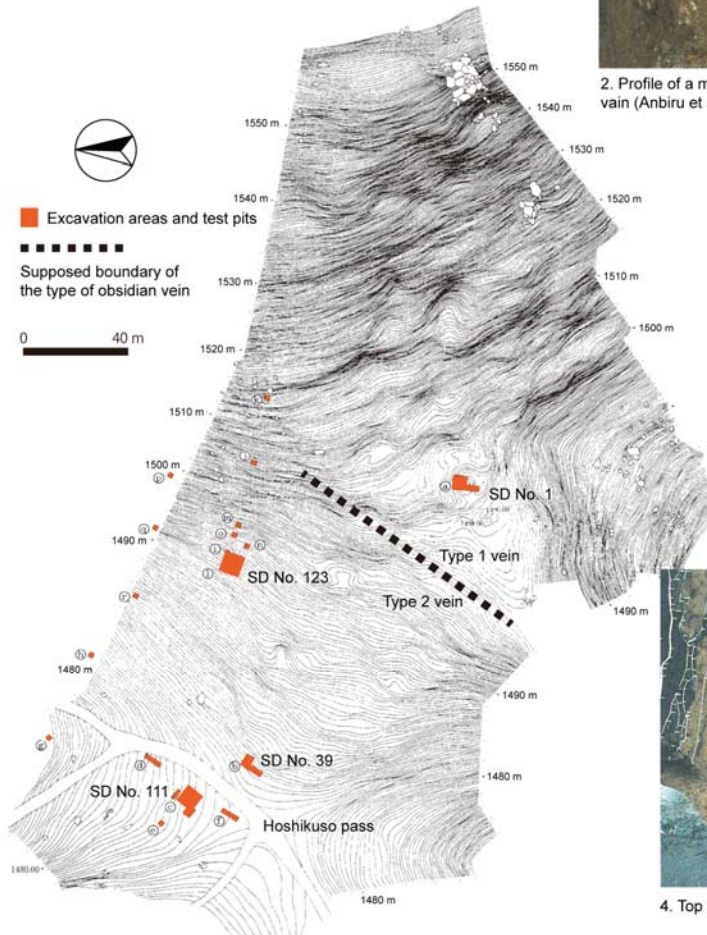 2. Profile of a m
vain (Anbiru et
Excavation areas and test pits
Supposed boundary of
the type of obsidian vein
0 40 m
1550 m
1550 m
1540 m
1540 m
1530 m
1520 m
1530 m
1510 m
1520 m
1500 m
1510 m
1500 m
p
j
a
SD No. 1
q
1490 m
o
n
i
SD No. 123
Type 1 vein
Type 2 vein
1490 m
r
h
1480 m
1490 m
g
d
b
SD No. 39
1480 m
SD No. 111
c
e
f
Hoshikuso pass
1480.00
1480 m
4. Top